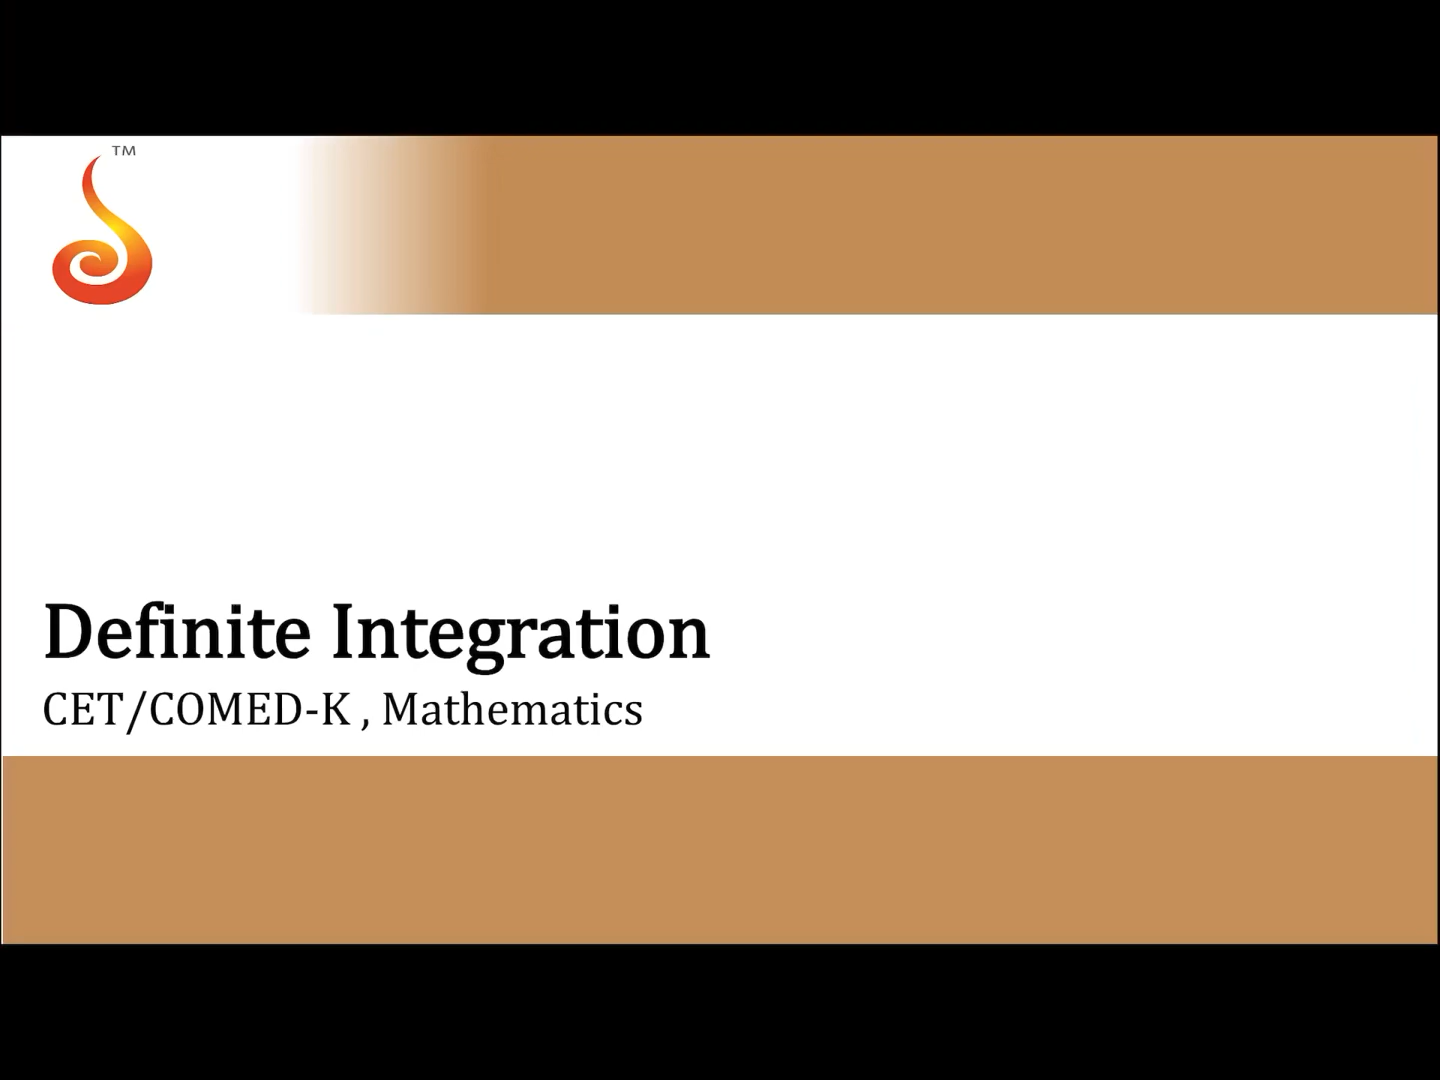 TM
Definite Integration
CET/COMED-K , Mathematics